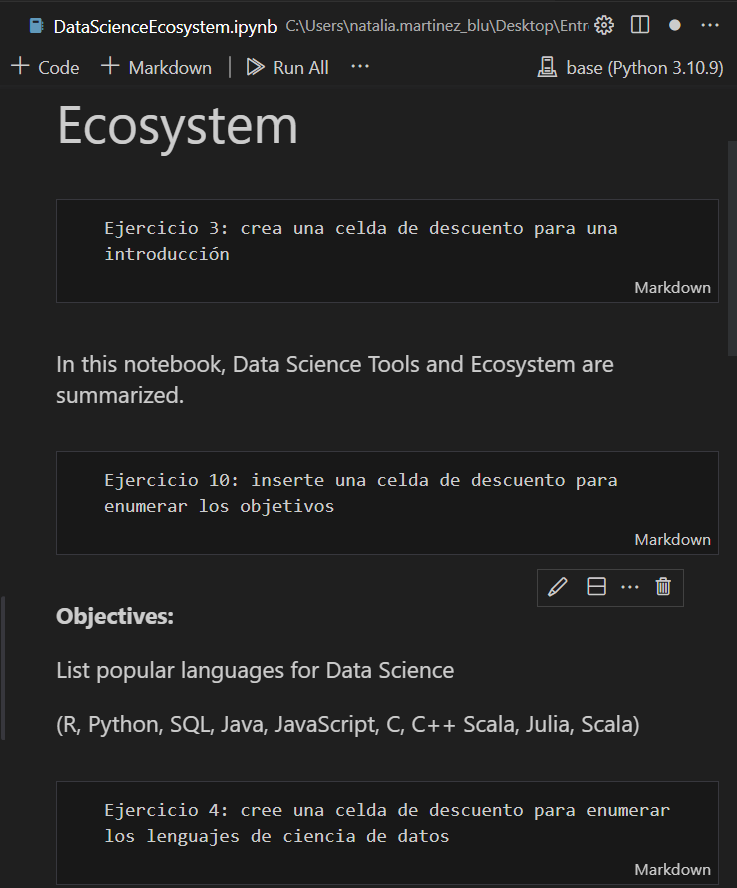 DataScienceEcosystem.ipynb C:\Users\natalia.martinez_blu\Desktop\Entr
+ Code + Markdown | Run All ... base (Python 3.10.9)
Ecosystem
Ejercicio 3: crea una celda de descuento para una
introducción
Markdown
In this notebook, Data Science Tools and Ecosystem are
summarized.
Ejercicio 10: inserte una celda de descuento para
enumerar los objetivos
Markdown
Objectives:
List popular languages for Data Science
(R, Python, SQL, Java, JavaScript, C, C++ Scala, Julia, Scala)
Ejercicio 4: cree una celda de descuento para enumerar
los lenguajes de ciencia de datos
Markdown